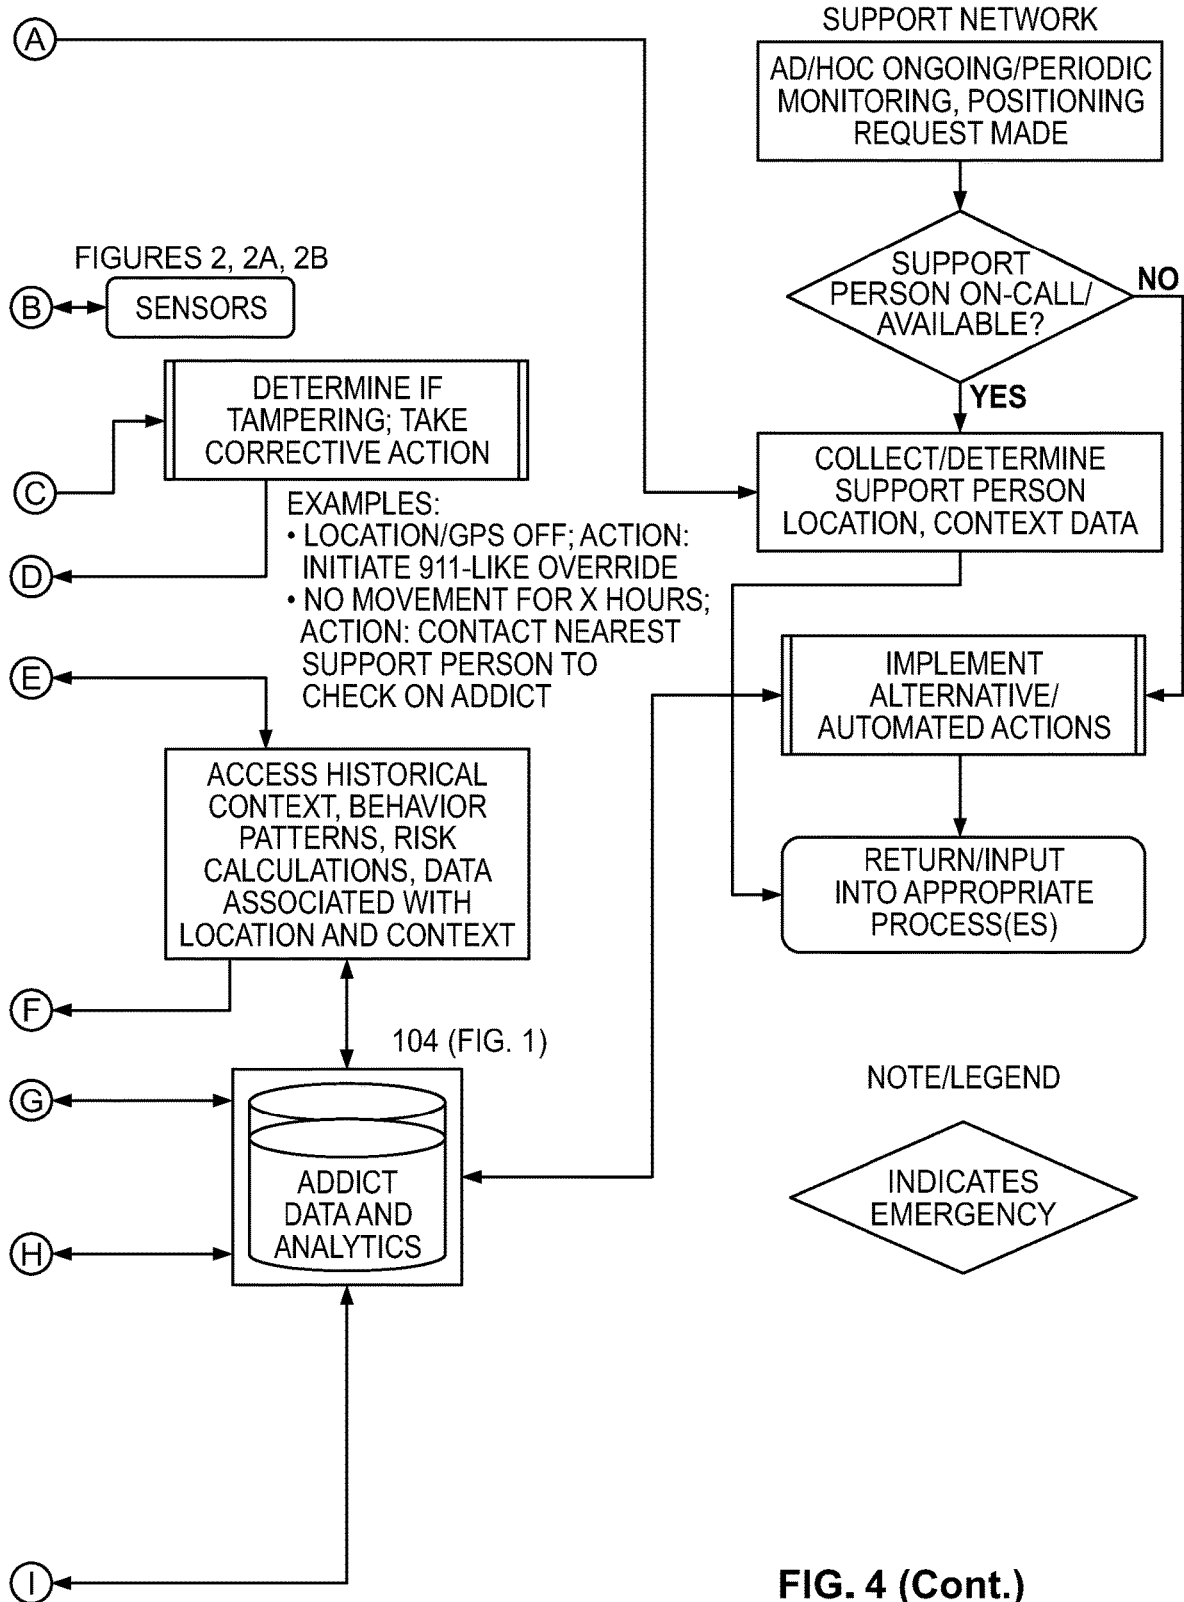 A
SUPPORT NETWORK
AD/HOC ONGOING/PERIODIC
MONITORING, POSITIONING
REQUEST MADE
SUPPORT
PERSON ON-CALL/
AVAILABLE?
NO
YES
FIGURES 2, 2A, 2B
B
SENSORS
DETERMINE IF
TAMPERING; TAKE
CORRECTIVE ACTION
C
D
EXAMPLES:
• LOCATION/GPS OFF; ACTION:
INITIATE 911-LIKE OVERRIDE
• NO MOVEMENT FOR X HOURS;
ACTION: CONTACT NEAREST
SUPPORT PERSON TO
CHECK ON ADDICT
COLLECT/DETERMINE
SUPPORT PERSON
LOCATION, CONTEXT DATA
IMPLEMENT
ALTERNATIVE/
AUTOMATED ACTIONS
RETURN/INPUT
INTO APPROPRIATE
PROCESS(ES)
E
ACCESS HISTORICAL
CONTEXT, BEHAVIOR
PATTERNS, RISK
CALCULATIONS, DATA
ASSOCIATED WITH
LOCATION AND CONTEXT
F
104 (FIG. 1)
G
ADDICT
DATA AND
ANALYTICS
H
NOTE/LEGEND
INDICATES
EMERGENCY
I
FIG. 4 (Cont.)